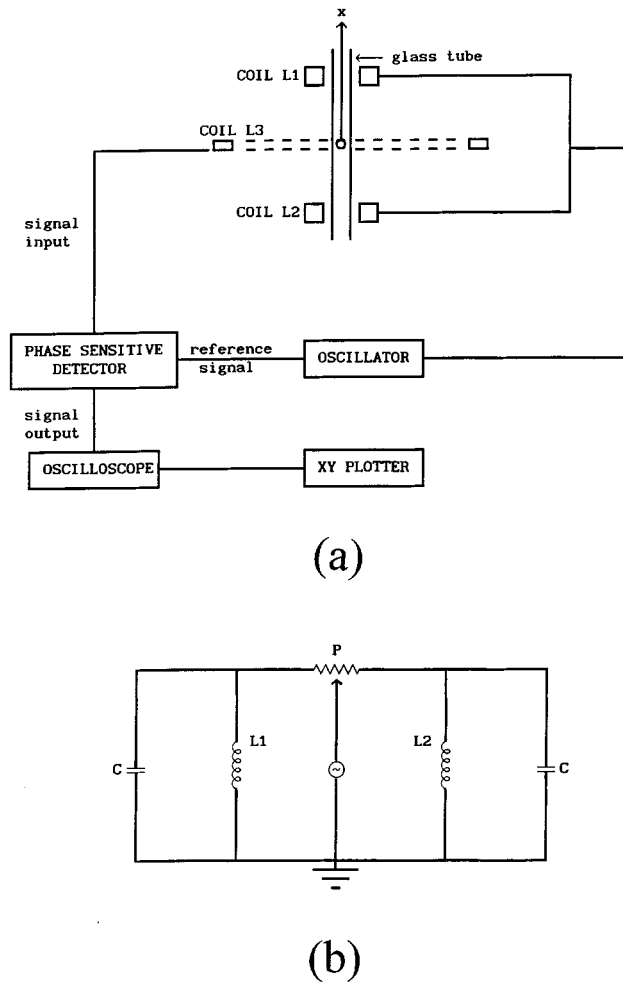 x
glass tube
COIL L1
COIL L3
COIL L2
signal
input
PHASE SENSITIVE
DETECTOR
reference
signal
OSCILLATOR
signal
output
OSCILLOSCOPE
XY PLOTTER
(a)
P
L1
L2
C
~
C
(b)